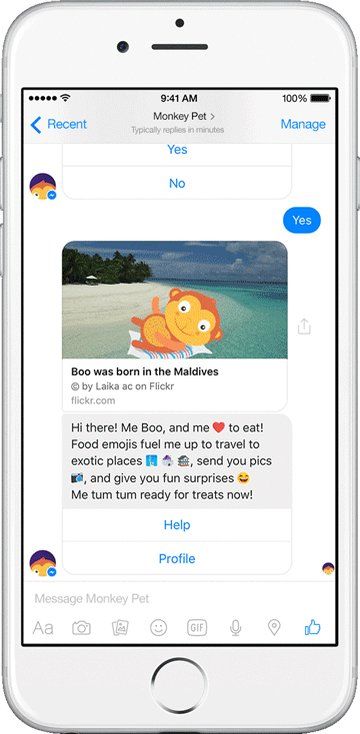 9:41 AM
100%
Recent
Monkey Pet >
Typically replies in minutes
Manage
Yes
No
Yes
Boo was born in the Maldives
© by Laika ac on Flickr
flickr.com
Hi there! Me Boo, and me ❤️ to eat!
Food emojis fuel me up to travel to
exotic places 🗽 🗻 🕋, send you pics
📸, and give you fun surprises 😄
Me tum tum ready for treats now!
Help
Profile
Message Monkey Pet
Aa
GIF